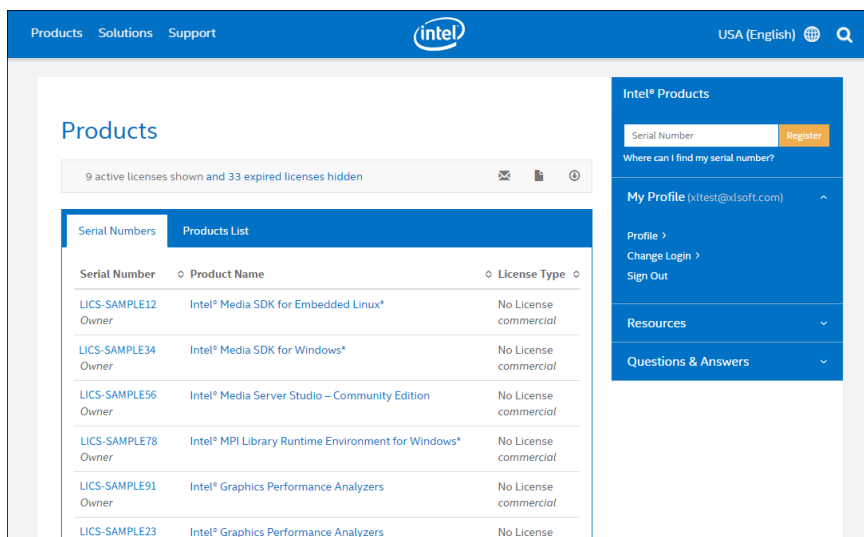 Products Solutions Support
intel
USA (English)
Products
9 active licenses shown and 33 expired licenses hidden
Serial Numbers Products List
Serial Number Product Name License Type
LICS-SAMPLE12 Intel® Media SDK for Embedded Linux* No License
Owner commercial
LICS-SAMPLE34 Intel® Media SDK for Windows* No License
Owner commercial
LICS-SAMPLE56 Intel® Media Server Studio – Community Edition No License
Owner commercial
LICS-SAMPLE78 Intel® MPI Library Runtime Environment for Windows* No License
Owner commercial
LICS-SAMPLE91 Intel® Graphics Performance Analyzers No License
Owner commercial
LICS-SAMPLE23 Intel® Graphics Performance Analyzers No License
Intel® Products
Serial Number Register
Where can I find my serial number?
My Profile (xltest@xlsoft.com)
Profile >
Change Login >
Sign Out
Resources
Questions & Answers